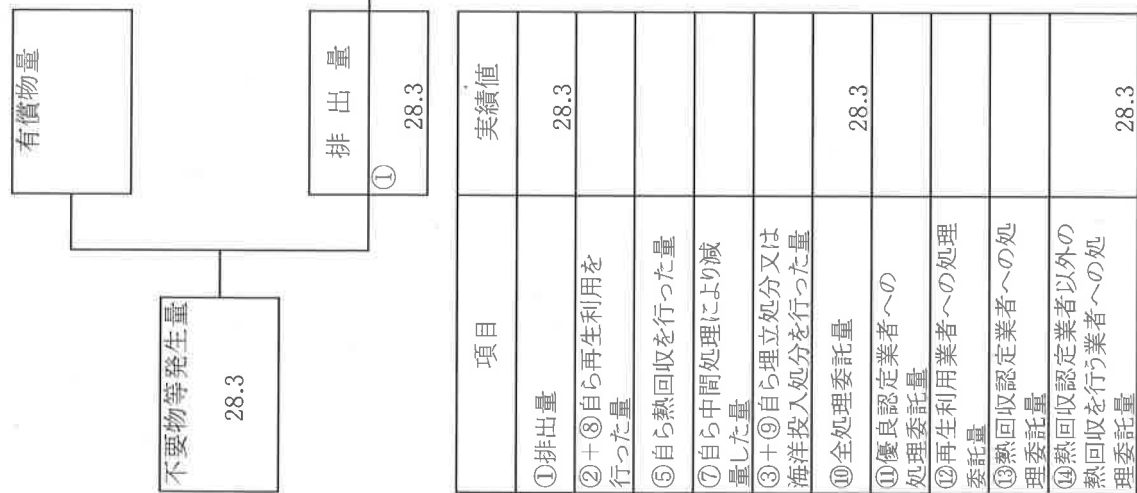 有償物量
不要物等発生量
28.3
排出量
①
28.3
項目
実績値
①排出量
28.3
②+⑧自ら再生利用を
行った量
⑤自ら熱回収を行った量
⑦自ら中間処理により減
量した量
③+⑨自ら埋立処分又は
海洋投入処分を行った量
⑩全処理委託量
28.3
⑪優良認定業者への
処理委託量
⑫再生利用業者への処理
委託量
⑬熱回収認定業者への処
理委託量
⑭熱回収認定業者以外の
熱回収を行う業者への処
理委託量
28.3